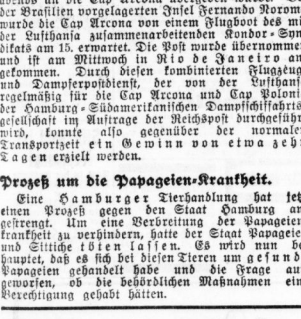 der Brasilien vorgelagerten Insel Fernando Noron
wurde die Cap Arcona von einem Flugboot des mi
der Lufthansa zusammenarbeitenden Kondor-Syn
dikats am 15. erwartet. Die Post wurde übernommen
und ist am Mittwoch in Rio de Janeiro an
gekommen. Durch diesen kombinierten Flugzeug
und Dampferpostdienst, der von der Lufthansa
regelmäßig für die Cap Arcona und Cap Polonio
der Hamburg-Südamerikanischen Dampfschiffahrts
gesellschaft im Auftrage der Reichspost durchgeführ
wird, konnte also gegenüber der normalen
Transportzeit ein Gewinn von etwa zehn
Tagen erzielt werden.
Prozeß um die Papageien-Krankheit.
Eine Hamburger Tierhandlung hat jetz
einen Prozeß gegen den Staat Hamburg an
gestrengt. Um eine Verbreitung der Papageien
krankheit zu verhindern, hatte der Staat Papageie
und Sittiche töten lassen. Es wird nun be
hauptet, daß es sich bei diesen Tieren um gesund
Papageien gehandelt habe und die Frage auf
geworfen, ob die behördlichen Maßnahmen ein
Berechtigung gehabt hätten.